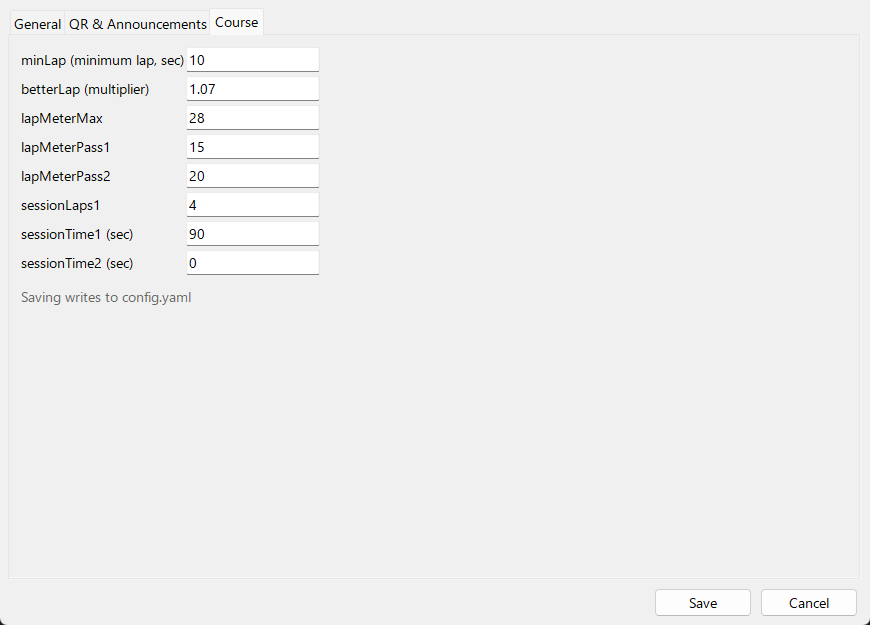 General QR & Announcements Course
minLap (minimum lap, sec) 10
betterLap (multiplier) 1.07
lapMeterMax 28
lapMeterPass1 15
lapMeterPass2 20
sessionLaps1 4
sessionTime1 (sec) 90
sessionTime2 (sec) 0
Saving writes to config.yaml
Save Cancel